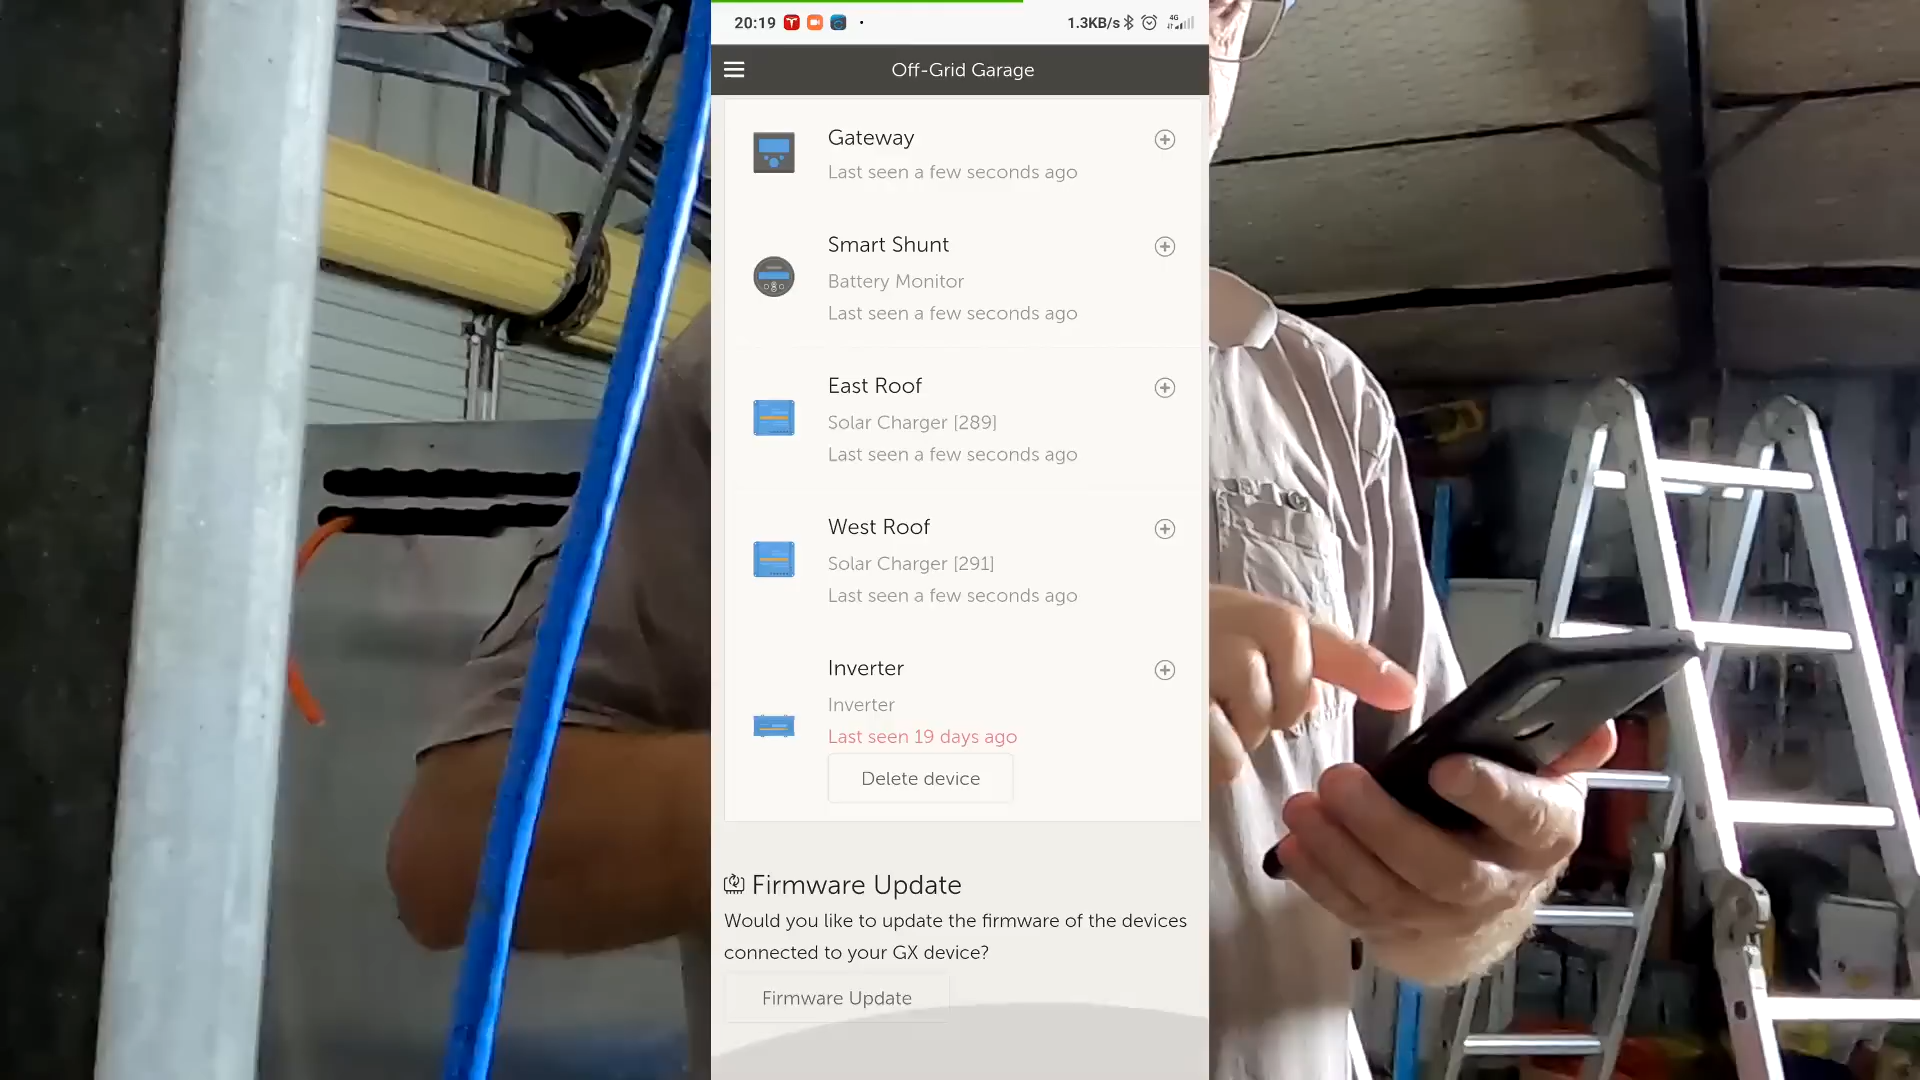 20:19
1.3KB/s
4G
Off-Grid Garage
Gateway
Last seen a few seconds ago
Smart Shunt
Battery Monitor
Last seen a few seconds ago
East Roof
Solar Charger [289]
Last seen a few seconds ago
West Roof
Solar Charger [291]
Last seen a few seconds ago
Inverter
Inverter
Last seen 19 days ago
Delete device
Firmware Update
Would you like to update the firmware of the devices
connected to your GX device?
Firmware Update